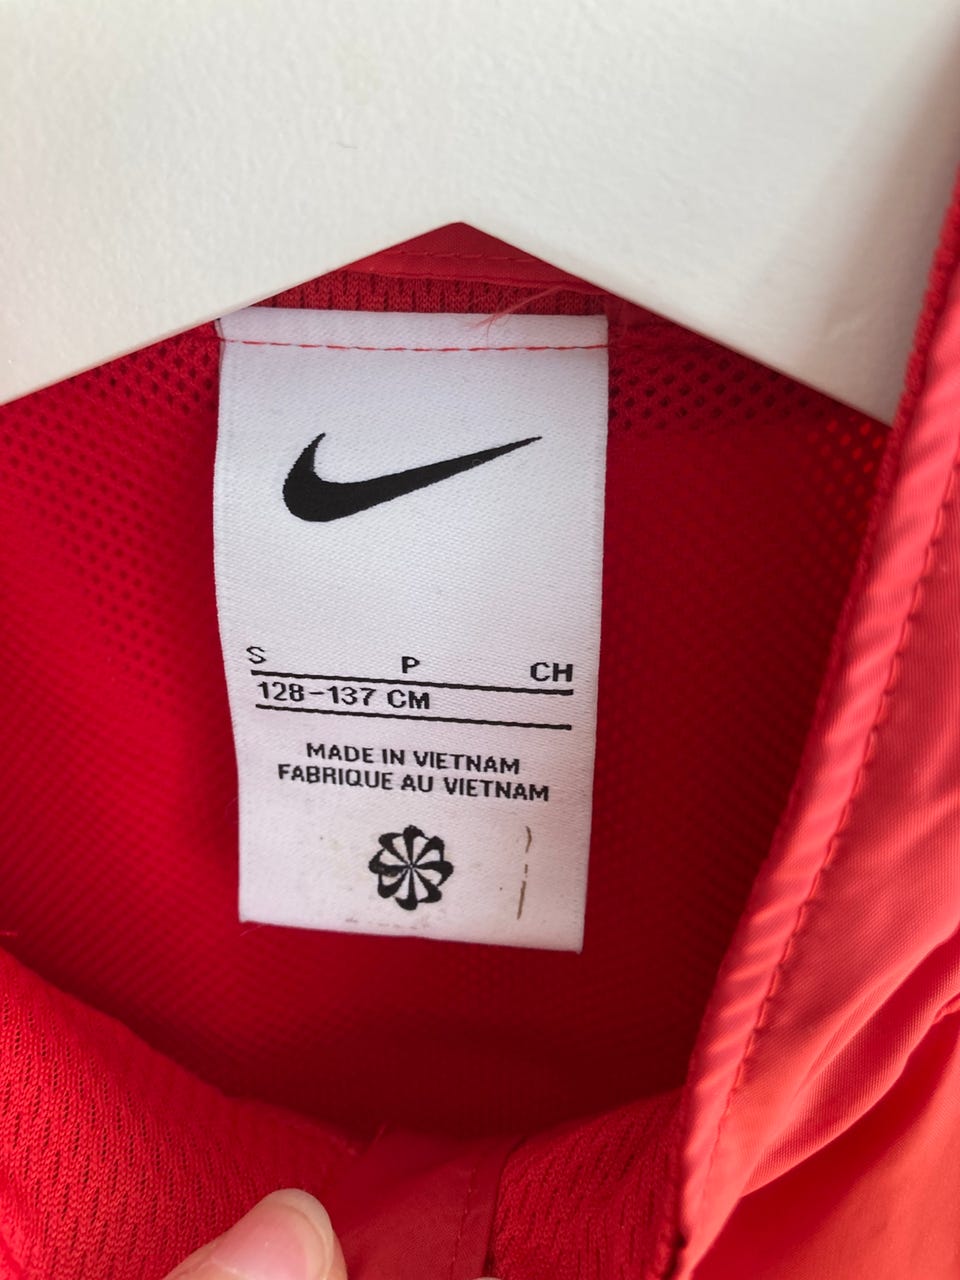 S P CH
128-137 CM
MADE IN VIETNAM
FABRIQUE AU VIETNAM